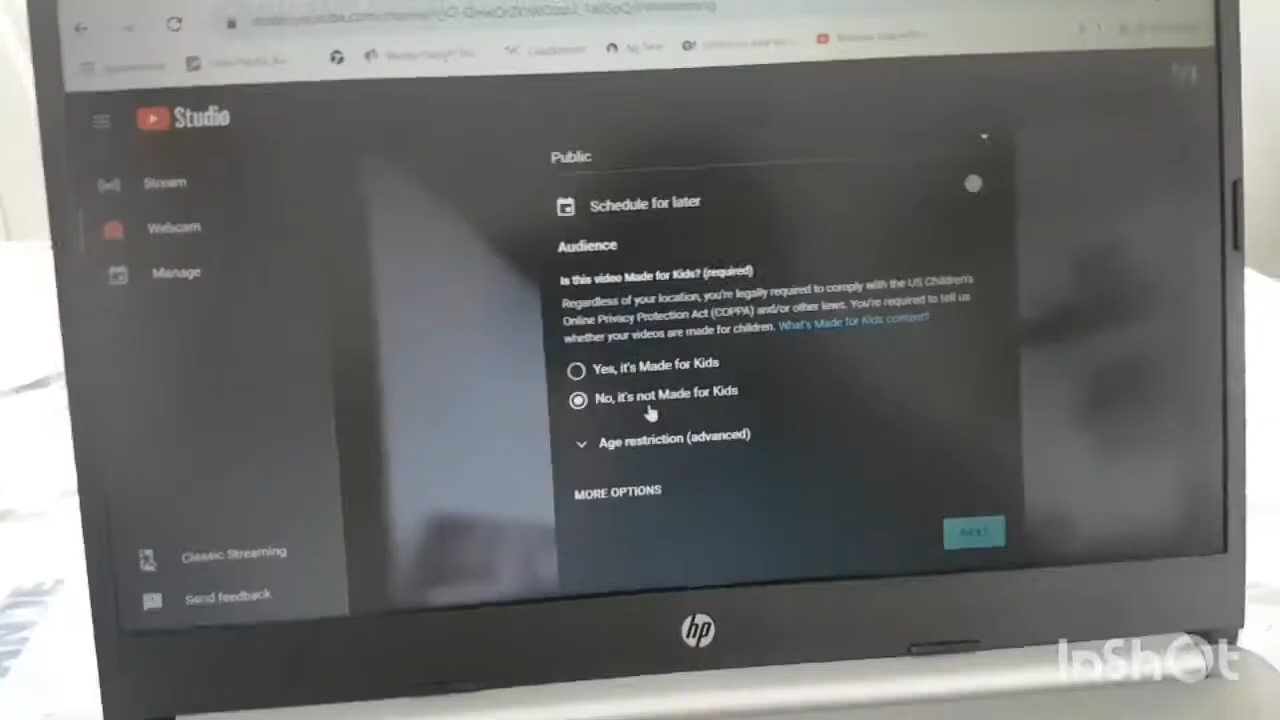 Studio
Public
Stream
Schedule for later
Webcam
Audience
Manage
Is this video Made for Kids? (required)
Regardless of your location, you're legally required to comply with the US Children's
Online Privacy Protection Act (COPPA) and/or other laws. You're required to tell us
whether your videos are made for children. What's Made for Kids content?
Yes, it's Made for Kids
No, it's not Made for Kids
Age restriction (advanced)
MORE OPTIONS
NEXT
Classic Streaming
Send feedback
hp
InShOt